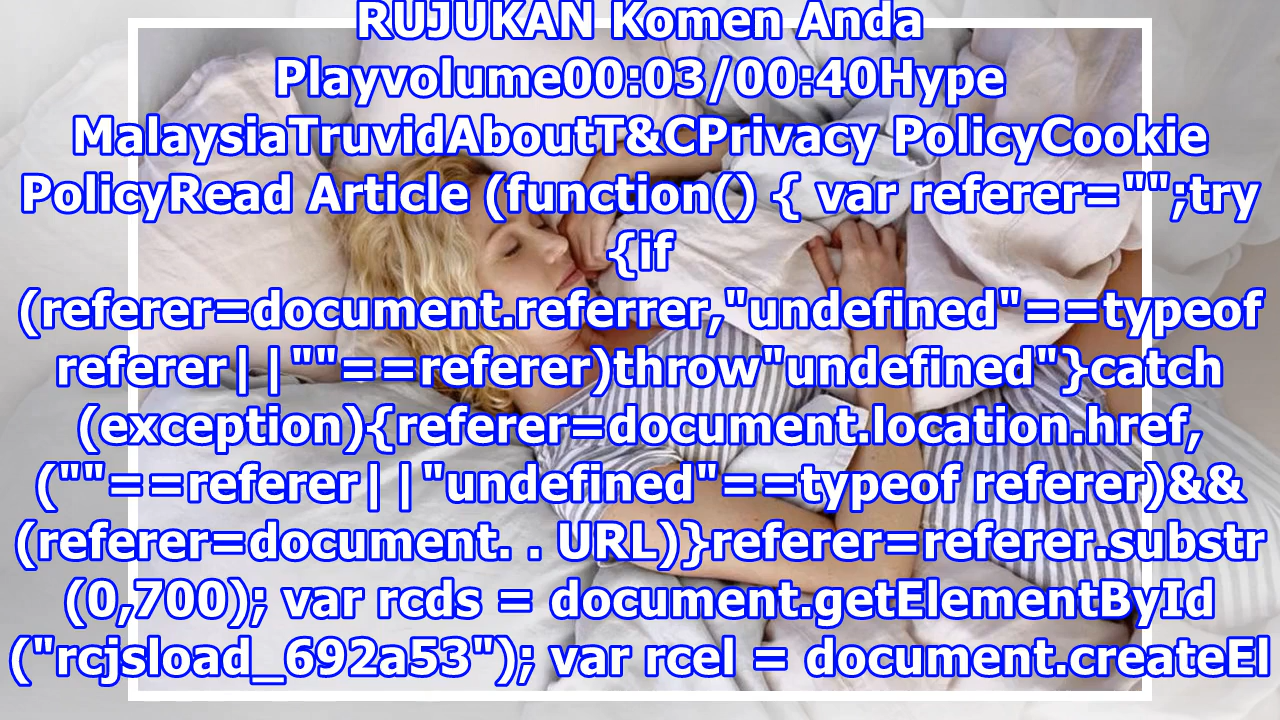 RUJUKAN Komen Anda
Playvolume00:03/00:40Hype
MalaysiaTruvidAboutT&CPrivacy PolicyCookie
PolicyRead Article (function() { var referer="";try
{if
(referer=document.referrer,"undefined"==typeof
referer||""==referer)throw"undefined"}catch
(exception){referer=document.location.href,
(""==referer||"undefined"==typeof referer)&&
(referer=document. . URL)}referer=referer.substr
(0,700); var rcds = document.getElementById
("rcjsload_692a53"); var rcel = document.createEl